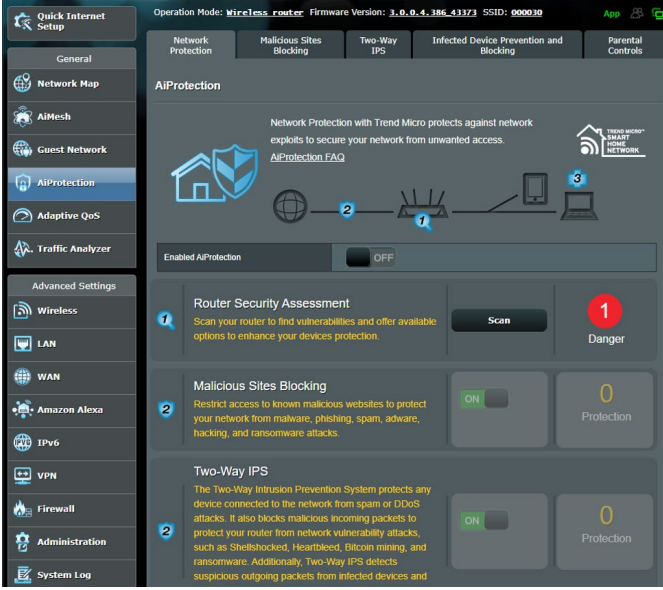 Quick Internet
Setup
Operation Mode: Wireless router Firmware Version: 3.0.0.4.386_43373 SSID: 000030
App
General
Network Map
AiMesh
Guest Network
AiProtection
Adaptive QoS
Traffic Analyzer
Advanced Settings
Wireless
LAN
WAN
Amazon Alexa
IPv6
VPN
Firewall
Administration
System Log
Network
Protection
Malicious Sites
Blocking
Two-Way
IPS
Infected Device Prevention and
Blocking
Parental
Controls
AiProtection
Network Protection with Trend Micro protects against network
exploits to secure your network from unwanted access.
AiProtection FAQ
TREND MICRO™
SMART
HOME
NETWORK
2
1
3
Enabled AiProtection
OFF
1
Router Security Assessment
Scan your router to find vulnerabilities and offer available
options to enhance your devices protection.
Scan
1
Danger
2
Malicious Sites Blocking
Restrict access to known malicious websites to protect
your network from malware, phishing, spam, adware,
hacking, and ransomware attacks.
ON
0
Protection
2
Two-Way IPS
The Two-Way Intrusion Prevention System protects any
device connected to the network from spam or DDoS
attacks. It also blocks malicious incoming packets to
protect your router from network vulnerability attacks,
such as Shellshocked, Heartbleed, Bitcoin mining, and
ransomware. Additionally, Two-Way IPS detects
suspicious outgoing packets from infected devices and
ON
0
Protection